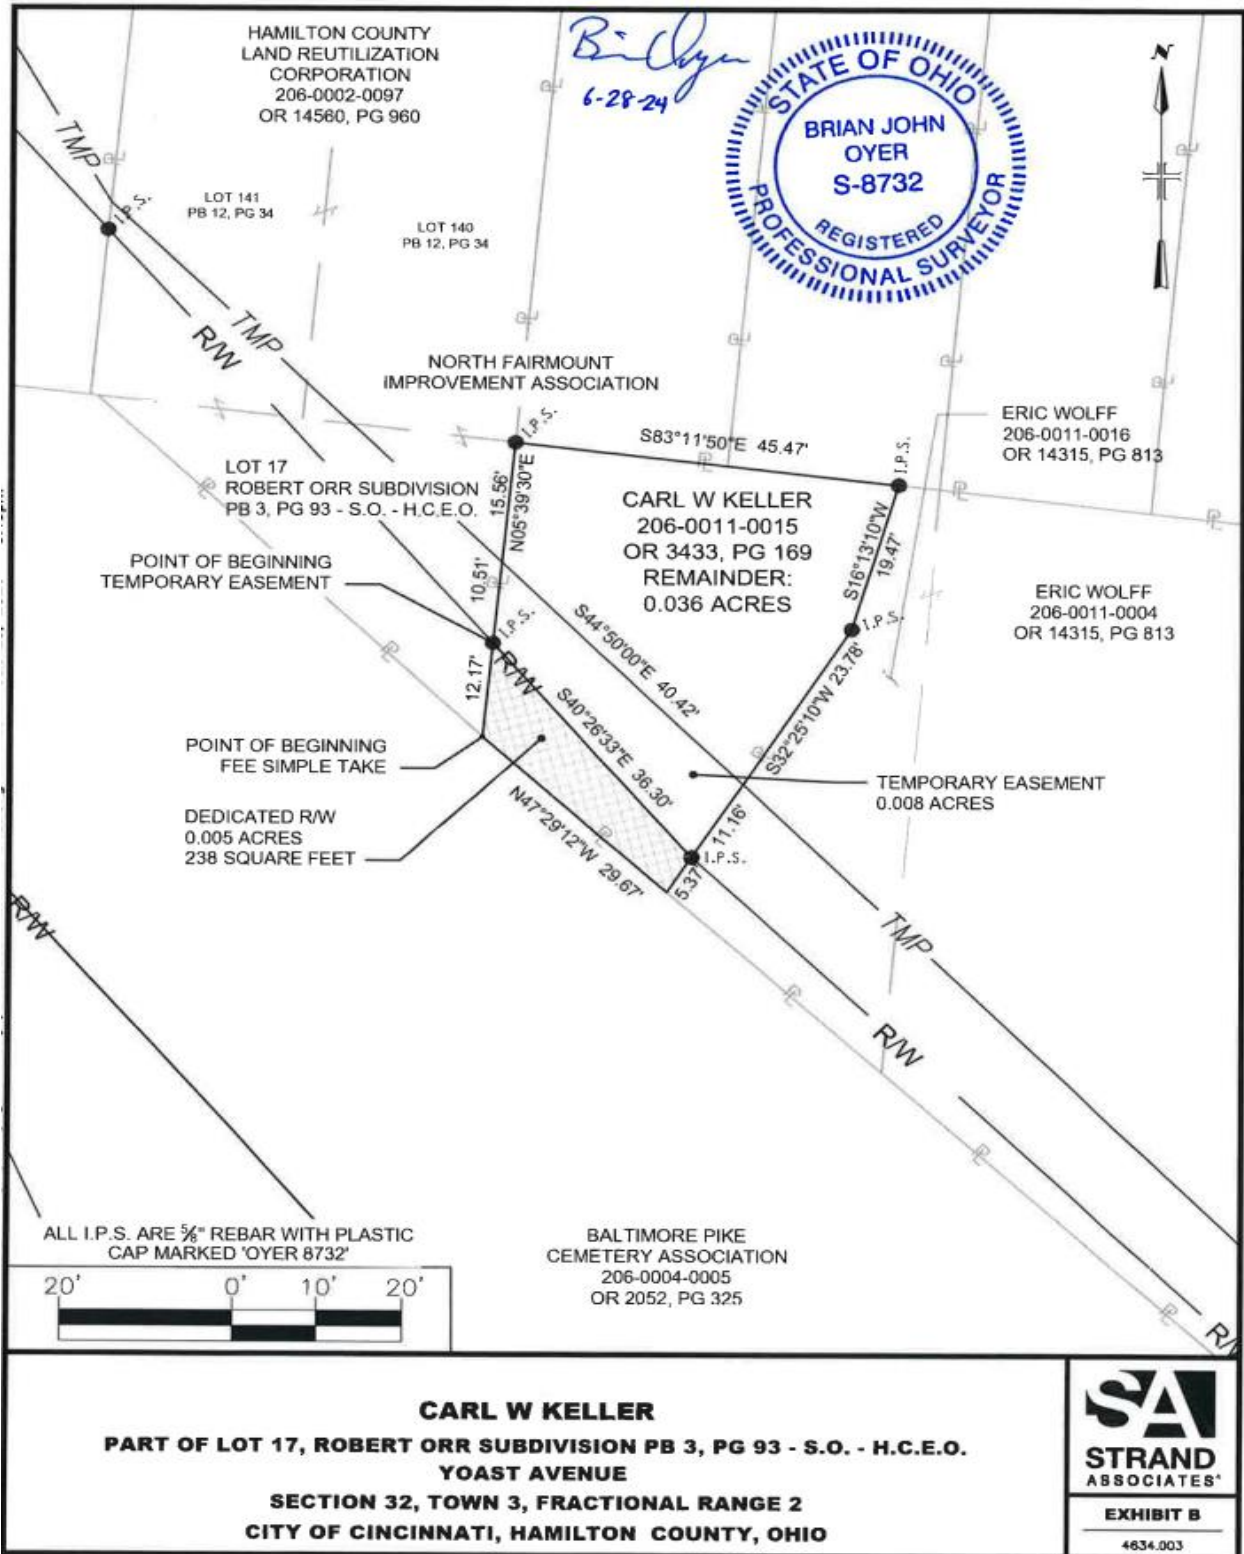 HAMILTON COUNTY
LAND REUTILIZATION
CORPORATION
206-0002-0097
OR 14560, PG 960
6-28-24
STATE OF OHIO
BRIAN JOHN
OYER
S-8732
REGISTERED
PROFESSIONAL SURVEYOR
N
TMP
I.P.S.
LOT 141
PB 12, PG 34
LOT 140
PB 12, PG 34
TMP
R/W
NORTH FAIRMOUNT
IMPROVEMENT ASSOCIATION
I.P.S.
S83°11'50"E 45.47'
I.P.S.
ERIC WOLFF
206-0011-0016
OR 14315, PG 813
LOT 17
ROBERT ORR SUBDIVISION
PB 3, PG 93 - S.O. - H.C.E.O.
15.56'
N05°39'30"E
CARL W KELLER
206-0011-0015
OR 3433, PG 169
REMAINDER:
0.036 ACRES
S16°13'10"W
19.47'
POINT OF BEGINNING
TEMPORARY EASEMENT
10.51'
I.P.S.
S44°50'00"E 40.42'
I.P.S.
ERIC WOLFF
206-0011-0004
OR 14315, PG 813
12.17'
R/W
S40°26'33"E 36.30'
S32°25'10"W 23.78'
POINT OF BEGINNING
FEE SIMPLE TAKE
TEMPORARY EASEMENT
0.008 ACRES
DEDICATED R/W
0.005 ACRES
238 SQUARE FEET
N47°29'12"W 29.67'
11.16'
I.P.S.
5.37'
R/W
TMP
R/W
ALL I.P.S. ARE ⅝" REBAR WITH PLASTIC
CAP MARKED 'OYER 8732'
BALTIMORE PIKE
CEMETERY ASSOCIATION
206-0004-0005
OR 2052, PG 325
20' 0' 10' 20'
R/W
CARL W KELLER
PART OF LOT 17, ROBERT ORR SUBDIVISION PB 3, PG 93 - S.O. - H.C.E.O.
YOAST AVENUE
SECTION 32, TOWN 3, FRACTIONAL RANGE 2
CITY OF CINCINNATI, HAMILTON COUNTY, OHIO
SA
STRAND
ASSOCIATES®
EXHIBIT B
4634.003